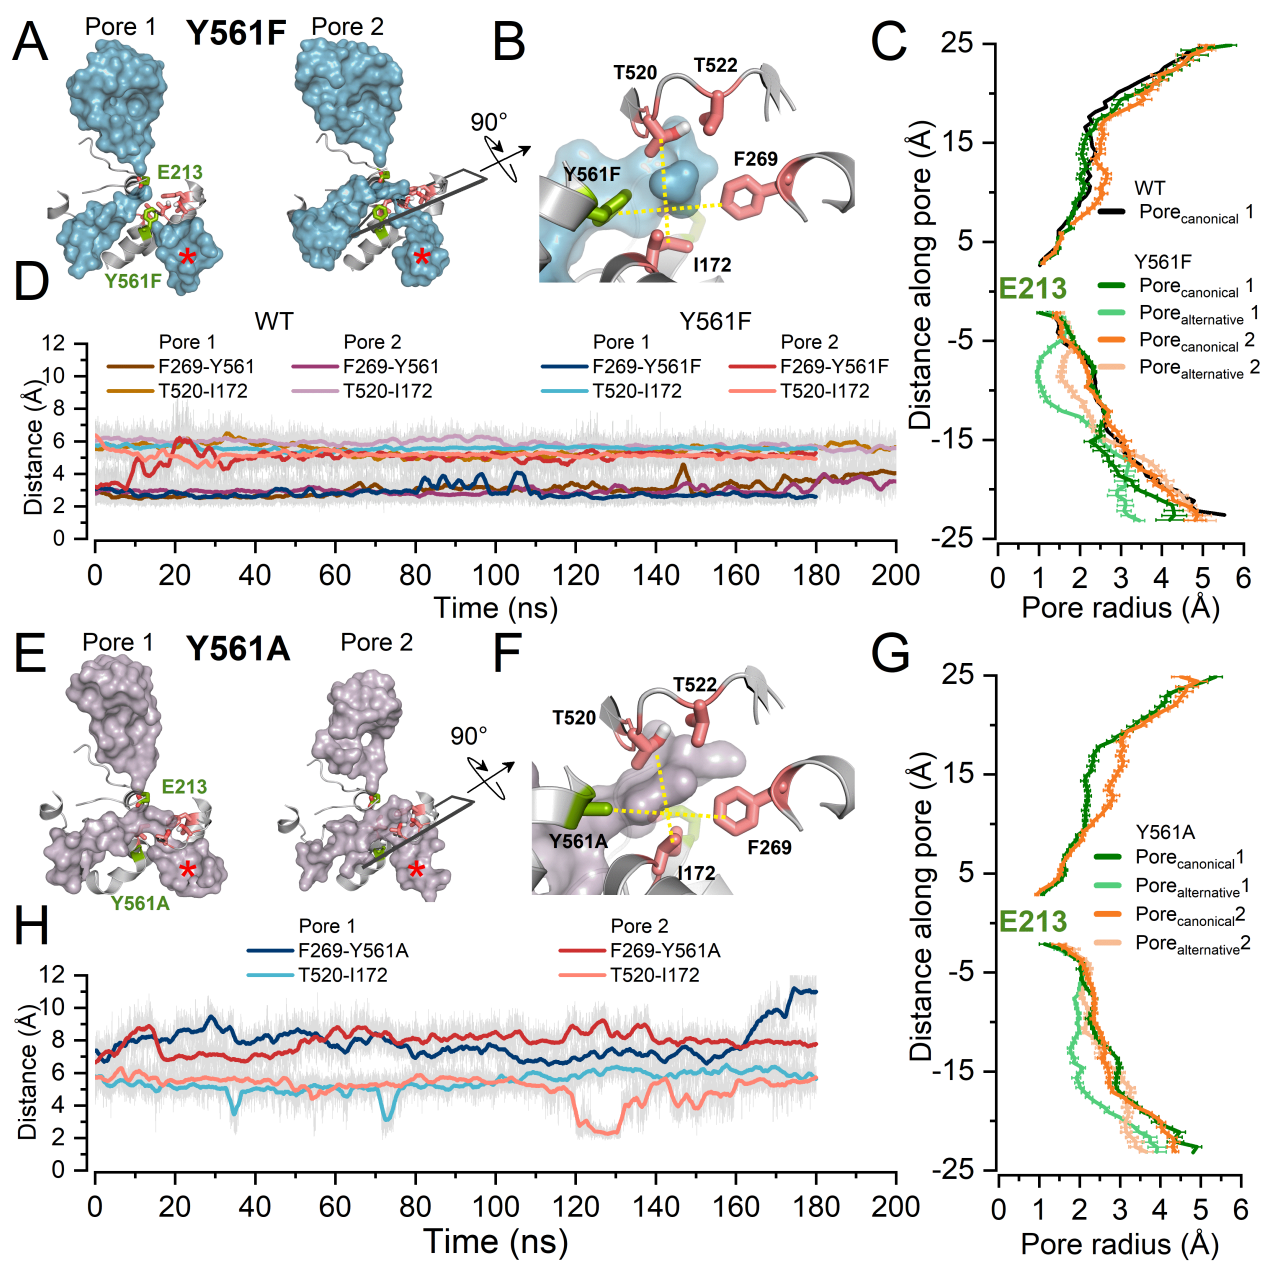 A
Pore 1
Y561F
Pore 2
E213
Y561F
*
*
90°
B
T520
T522
Y561F
F269
I172
C
25
15
5
-5
-15
-25
Distance along pore (Å)
WT
Porecanonical 1
Y561F
Porecanonical 1
Porealternative 1
Porecanonical 2
Porealternative 2
E213
0 1 2 3 4 5 6
Pore radius (Å)
D
WT
Y561F
Pore 1
Pore 2
Pore 1
Pore 2
F269-Y561
F269-Y561
F269-Y561F
F269-Y561F
T520-I172
T520-I172
T520-I172
T520-I172
12
10
8
6
4
2
0
Distance (Å)
0 20 40 60 80 100 120 140 160 180 200
Time (ns)
E
Pore 1
Y561A
Pore 2
E213
Y561A
*
*
90°
F
T520
T522
Y561A
F269
I172
G
25
15
5
-5
-15
-25
Distance along pore (Å)
Y561A
Porecanonical1
Porealternative1
Porecanonical2
Porealternative2
E213
0 1 2 3 4 5 6
Pore radius (Å)
H
Pore 1
Pore 2
F269-Y561A
F269-Y561A
T520-I172
T520-I172
12
10
8
6
4
2
0
Distance (Å)
0 20 40 60 80 100 120 140 160 180 200
Time (ns)